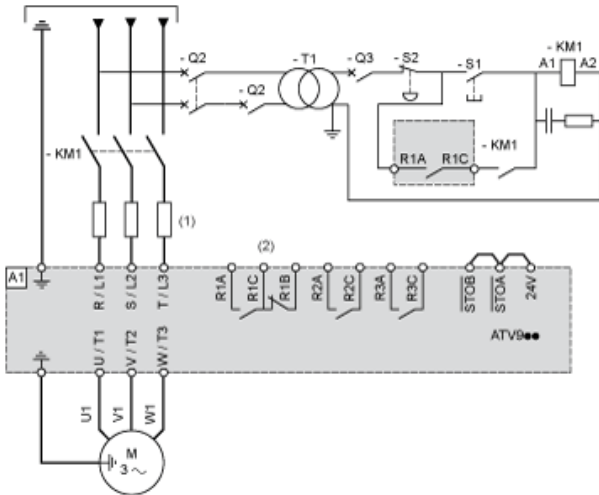 - Q2
- T1
- Q3
- S2
- S1
- KM1
A1
A2
- Q2
- KM1
R1A
R1C
- KM1
(1)
(2)
A1
R / L1
S / L2
T / L3
R1A
R1C
R1B
R2A
R2C
R3A
R3C
STOB
STOA
24V
ATV9●●
U / T1
V / T2
W / T3
U1
V1
W1
M
3 ~